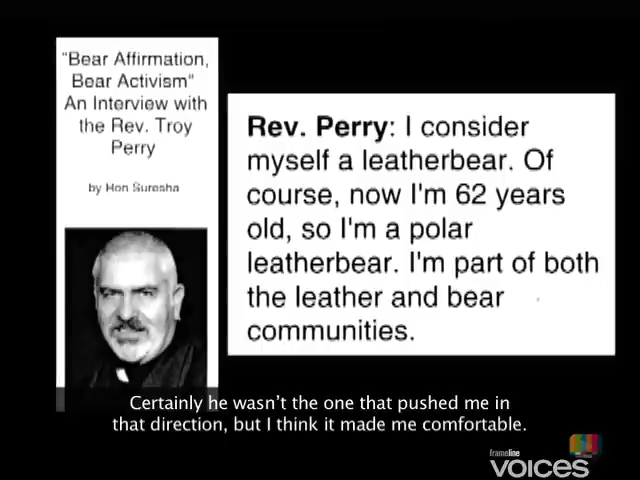 "Bear Affirmation,
Bear Activism"
An Interview with
the Rev. Troy
Perry
by Ron Suresha
Rev. Perry: I consider
myself a leatherbear. Of
course, now I'm 62 years
old, so I'm a polar
leatherbear. I'm part of both
the leather and bear
communities.
Certainly he wasn't the one that pushed me in
that direction, but I think it made me comfortable.
frameline
VOICES